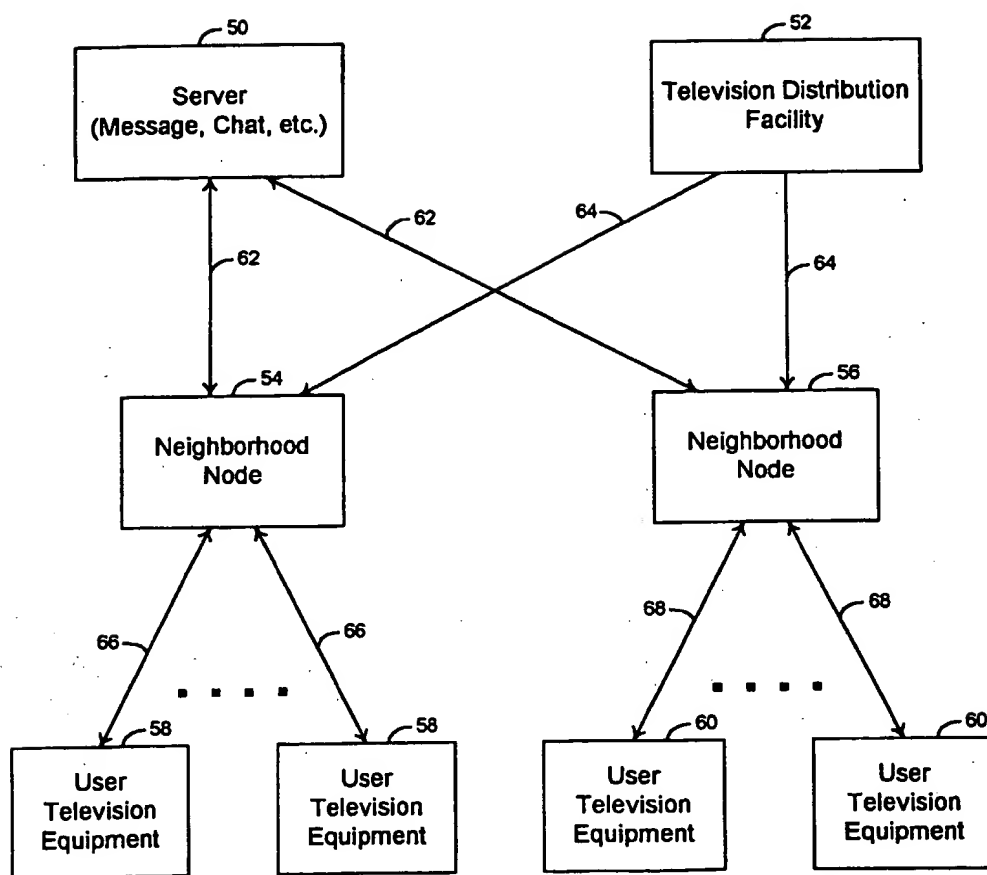 50
52
Server
(Message, Chat, etc.)
Television Distribution
Facility
62
62
64
64
54
56
Neighborhood
Node
Neighborhood
Node
66
66
68
68
58
58
60
60
User
Television
Equipment
User
Television
Equipment
User
Television
Equipment
User
Television
Equipment